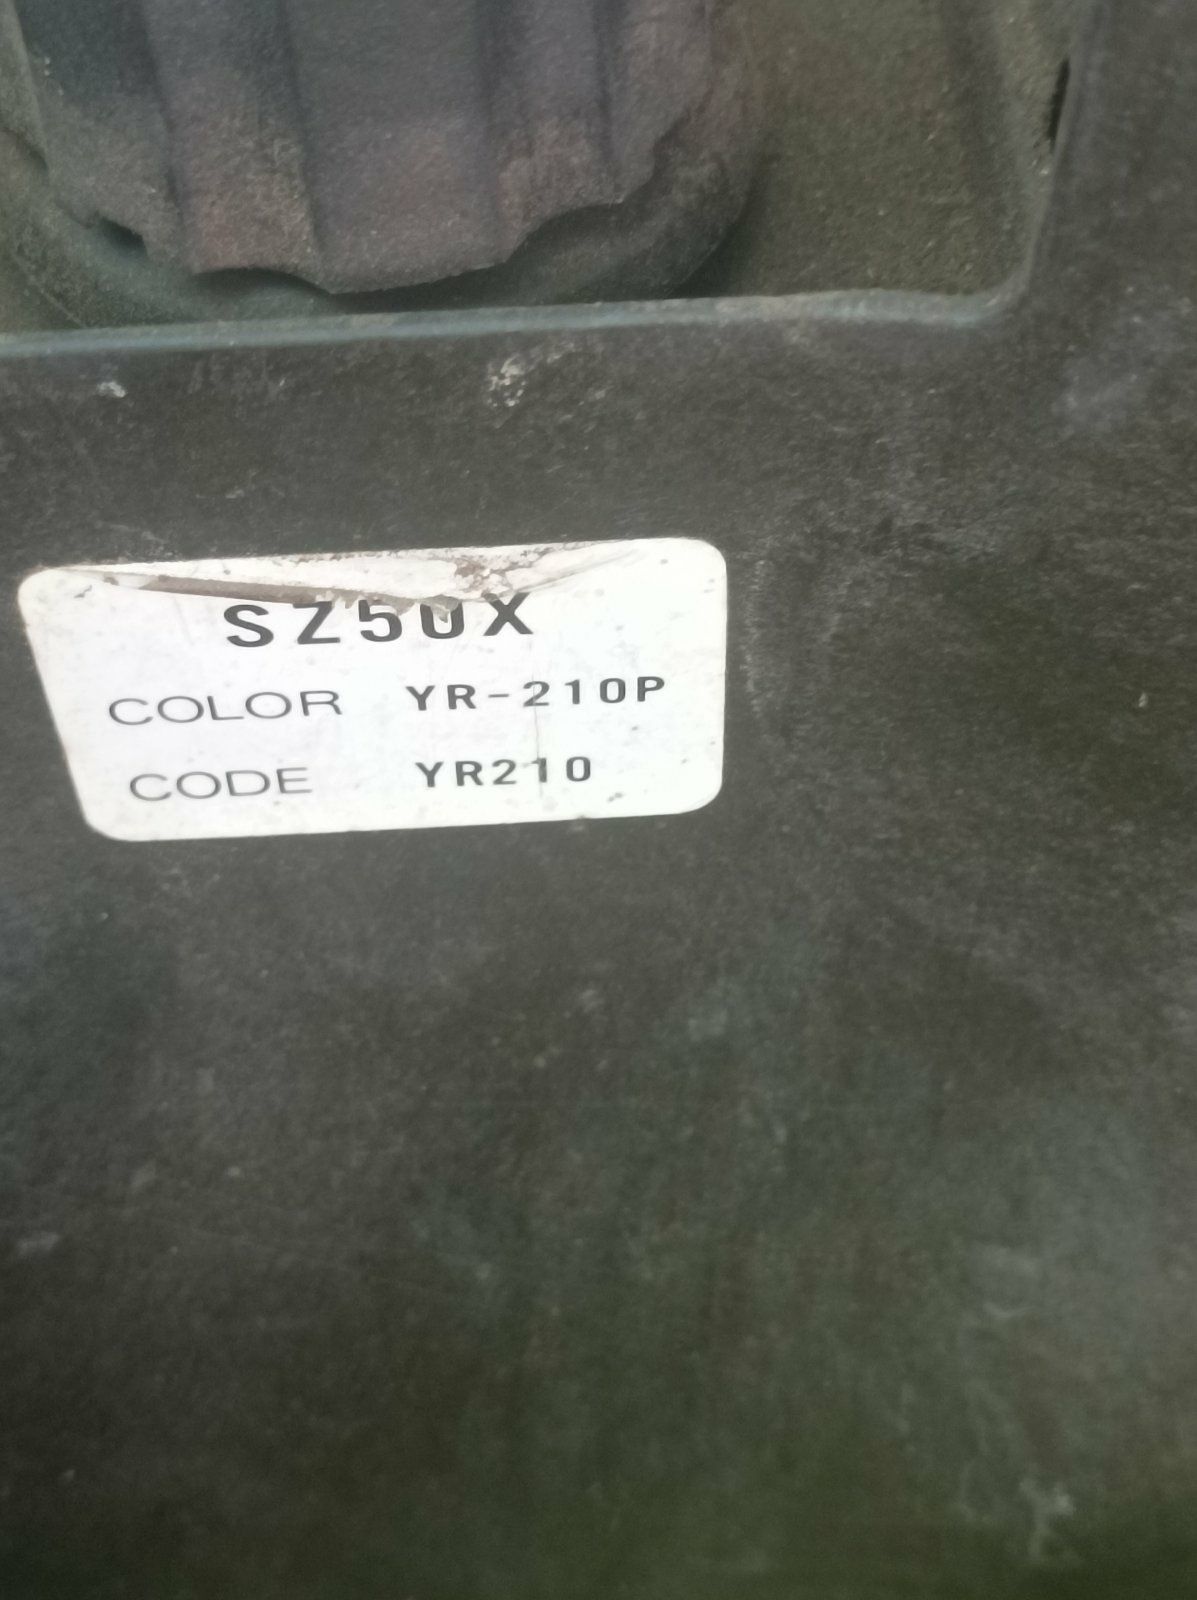 SZ50X
COLOR YR-210P
CODE YR210